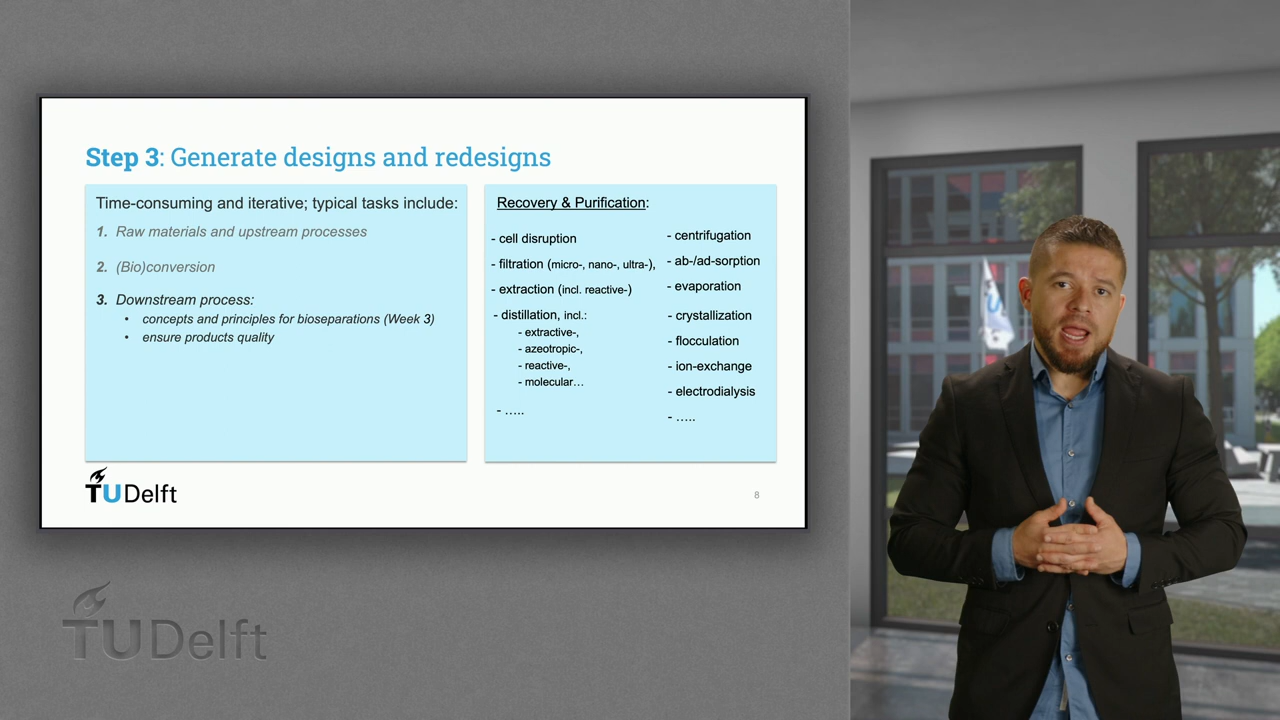 Step 3: Generate designs and redesigns
Time-consuming and iterative; typical tasks include:
1. Raw materials and upstream processes
2. (Bio)conversion
3. Downstream process:
• concepts and principles for bioseparations (Week 3)
• ensure products quality
Recovery & Purification:
- cell disruption
- filtration (micro-, nano-, ultra-),
- extraction (incl. reactive-)
- distillation, incl.:
- extractive-,
- azeotropic-,
- reactive-,
- molecular…
- …..
- centrifugation
- ab-/ad-sorption
- evaporation
- crystallization
- flocculation
- ion-exchange
- electrodialysis
- …..
TU Delft
8
TU Delft